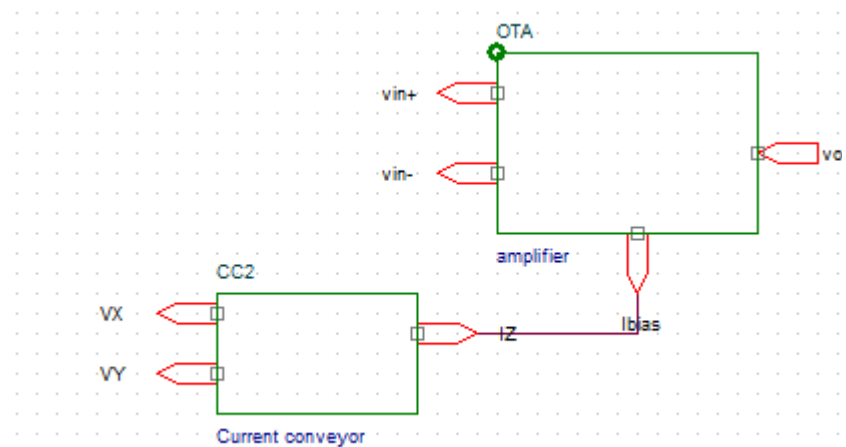 OTA
vin+
vo
vin-
amplifier
CC2
VX
IZ
Ibias
VY
Current conveyor